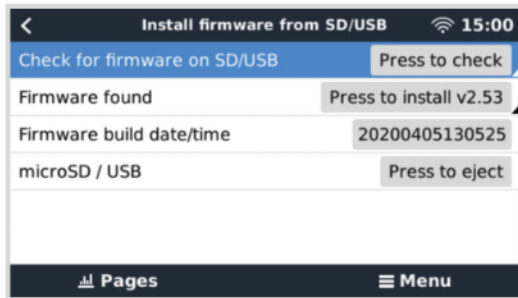 Install firmware from SD/USB 15:00
Check for firmware on SD/USB Press to check
Firmware found Press to install v2.53
Firmware build date/time 20200405130525
microSD / USB Press to eject
Pages Menu